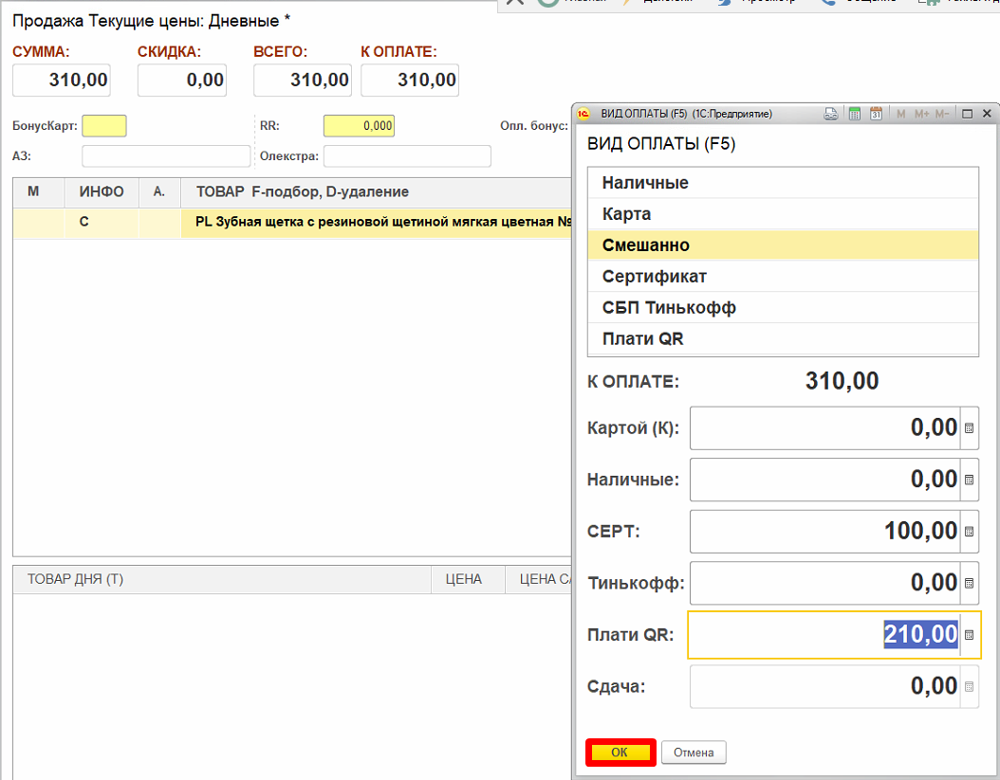 Продажа Текущие цены: Дневные *
СУММА: СКИДКА: ВСЕГО: К ОПЛАТЕ:
310,00 0,00 310,00 310,00
БонусКарт: RR: 0,000 Опл. бонус:
АЗ: Олекстра:
М ИНФО А. ТОВАР F-подбор, D-удаление
С PL Зубная щетка с резиновой щетиной мягкая цветная №
ТОВАР ДНЯ (Т) ЦЕНА ЦЕНА С
ВИД ОПЛАТЫ (F5) (1С:Предприятие) M M+ M-
ВИД ОПЛАТЫ (F5)
Наличные
Карта
Смешанно
Сертификат
СБП Тинькофф
Плати QR
К ОПЛАТЕ: 310,00
Картой (К): 0,00
Наличные: 0,00
СЕРТ: 100,00
Тинькофф: 0,00
Плати QR: 210,00
Сдача: 0,00
ОК Отмена